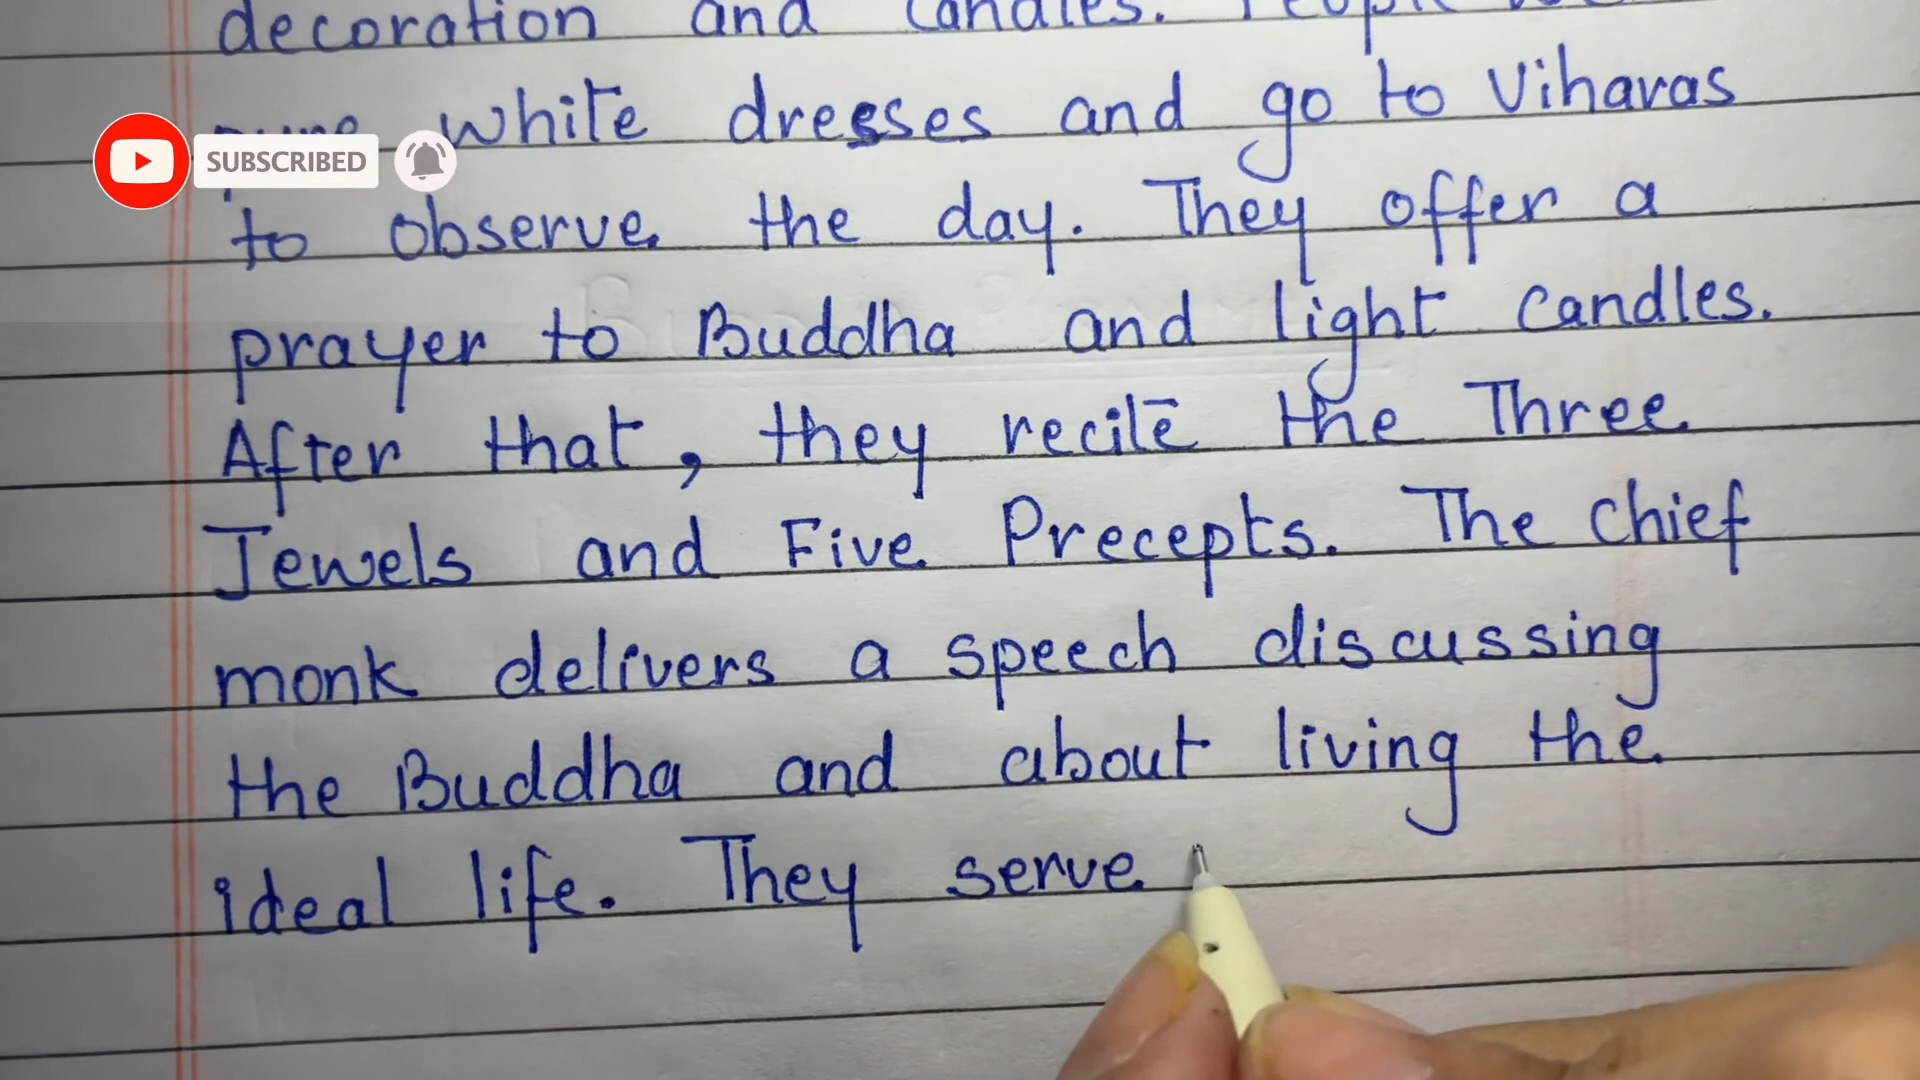 decoration and candles. People
pure white dresses and go to Viharas
SUBSCRIBED
to observe the day. They offer a
prayer to Buddha and light candles.
After that, they recite the Three
Jewels and Five Precepts. The chief
monk delivers a speech discussing
the Buddha and about living the
ideal life. They serve